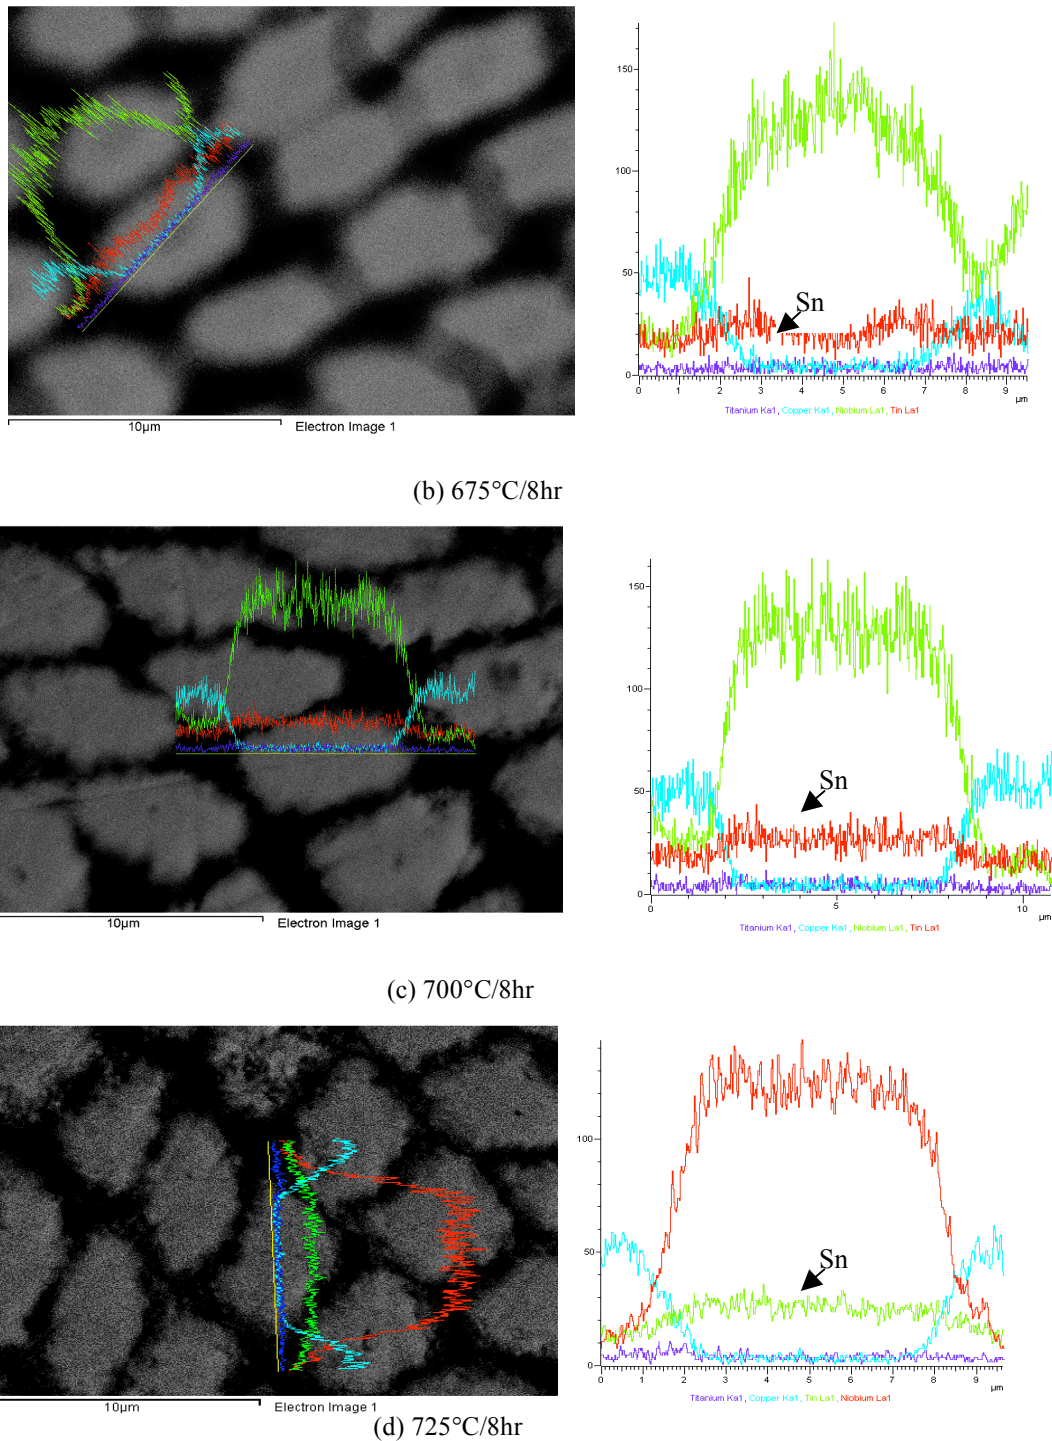 150
100
50
0
Sn
0 1 2 3 4 5 6 7 8 9
µm
Titanium Ka1, Copper Ka1, Niobium La1, Tin La1
10µm Electron Image 1
(b) 675°C/8hr
150
100
50
0
Sn
0 5 10
µm
Titanium Ka1, Copper Ka1, Niobium La1, Tin La1
10µm Electron Image 1
(c) 700°C/8hr
100
50
0
Sn
0 1 2 3 4 5 6 7 8 9
µm
Titanium Ka1, Copper Ka1, Tin La1, Niobium La1
10µm Electron Image 1
(d) 725°C/8hr